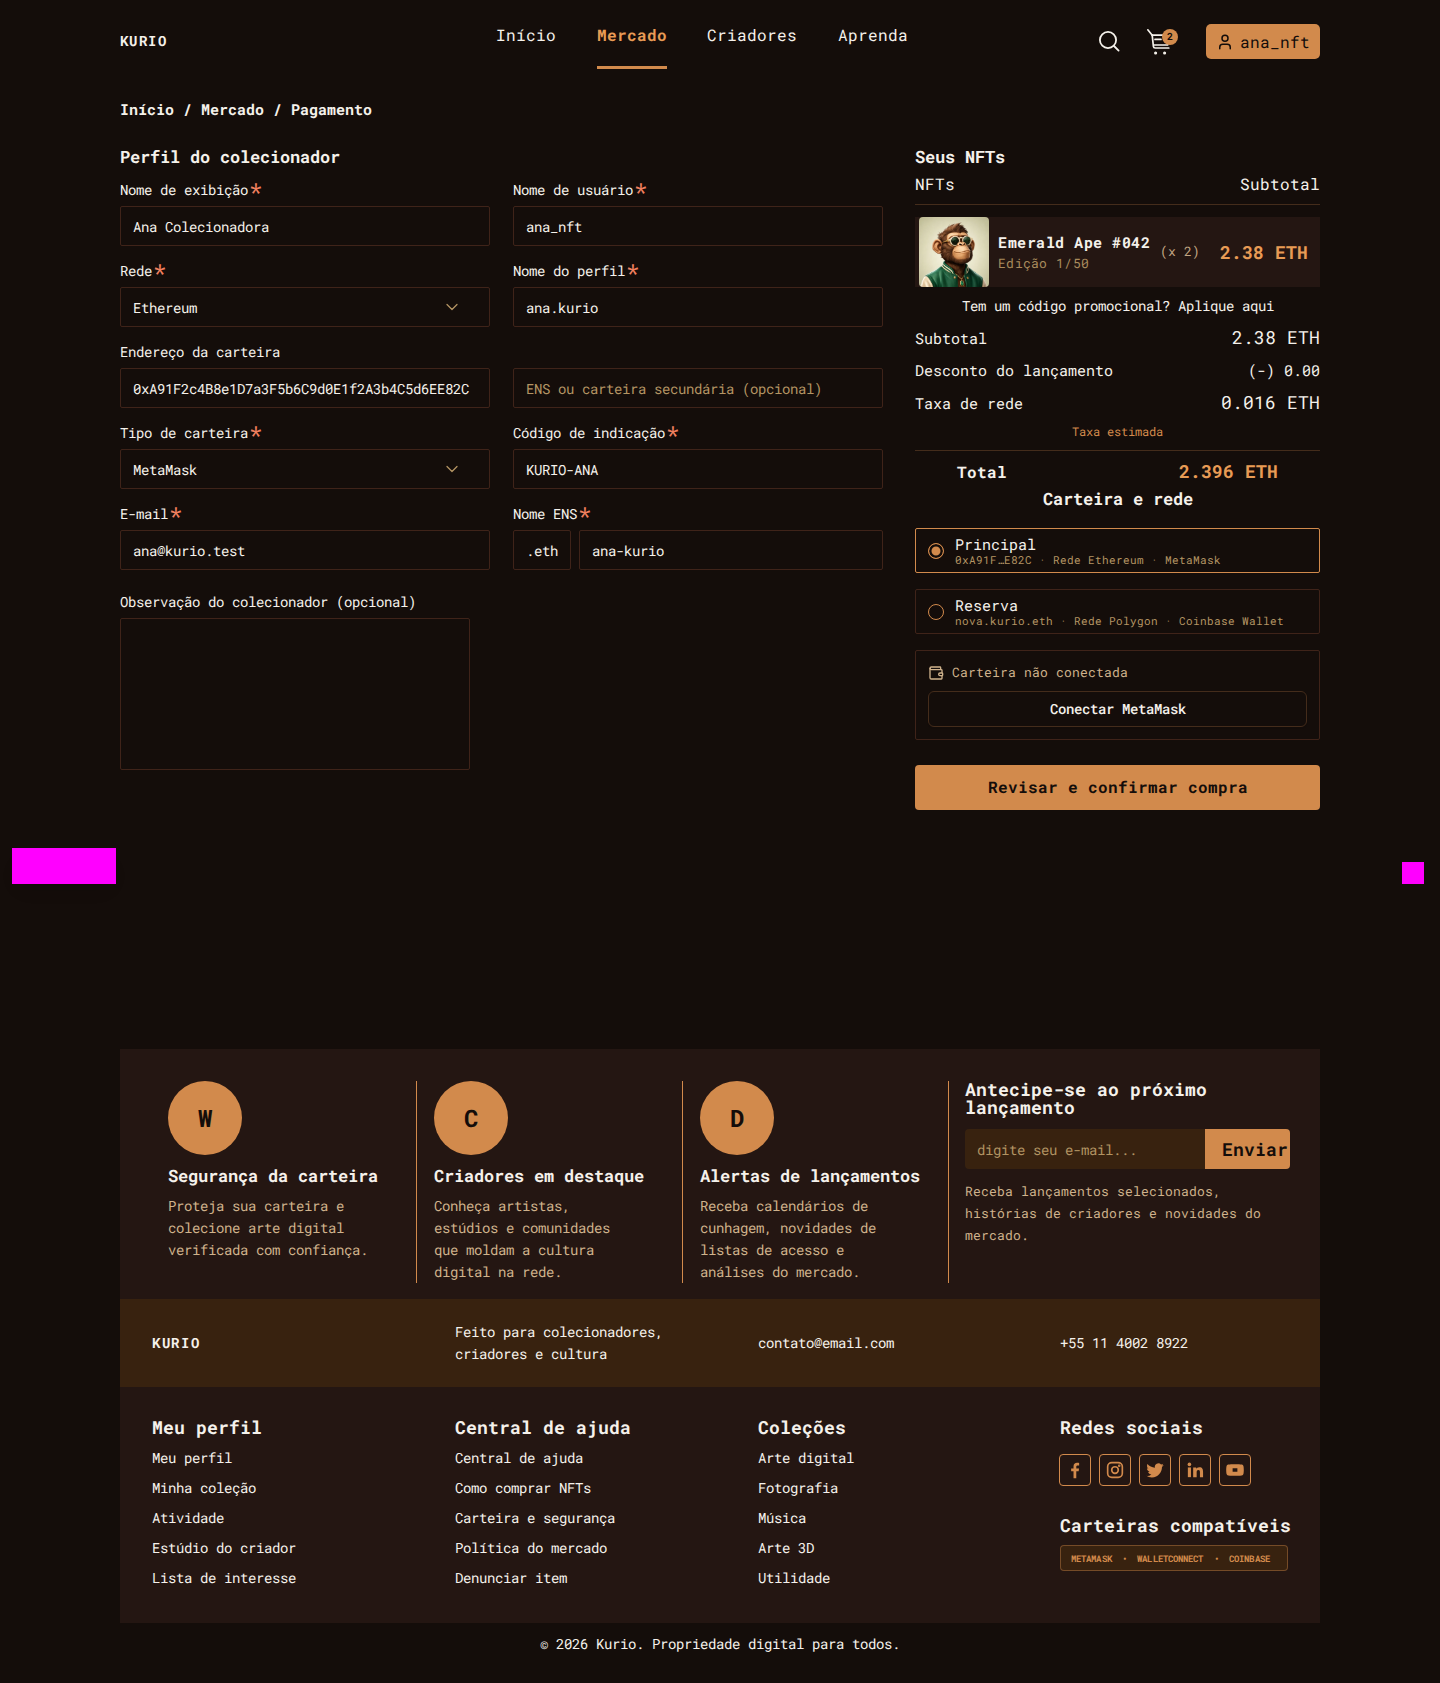 KURIO
Início
Mercado
Criadores
Aprenda
2
ana_nft
Início / Mercado / Pagamento
Perfil do colecionador
Nome de exibição*
Nome de usuário*
Ana Colecionadora
ana_nft
Rede*
Nome do perfil*
Ethereum
ana.kurio
Endereço da carteira
0xA91F2c4B8e1D7a3F5b6C9d0E1f2A3b4C5d6EE82C
ENS ou carteira secundária (opcional)
Tipo de carteira*
Código de indicação*
MetaMask
KURIO-ANA
E-mail*
Nome ENS*
ana@kurio.test
.eth
ana-kurio
Observação do colecionador (opcional)
Seus NFTs
NFTs
Subtotal
Emerald Ape #042
Edição 1/50
(x 2)
2.38 ETH
Tem um código promocional? Aplique aqui
Subtotal
2.38 ETH
Desconto do lançamento
(-) 0.00
Taxa de rede
0.016 ETH
Taxa estimada
Total
2.396 ETH
Carteira e rede
Principal
0xA91F…E82C · Rede Ethereum · MetaMask
Reserva
nova.kurio.eth · Rede Polygon · Coinbase Wallet
Carteira não conectada
Conectar MetaMask
Revisar e confirmar compra
W
Segurança da carteira
Proteja sua carteira e
colecione arte digital
verificada com confiança.
C
Criadores em destaque
Conheça artistas,
estúdios e comunidades
que moldam a cultura
digital na rede.
D
Alertas de lançamentos
Receba calendários de
cunhagem, novidades de
listas de acesso e
análises do mercado.
Antecipe-se ao próximo
lançamento
digite seu e-mail...
Enviar
Receba lançamentos selecionados,
histórias de criadores e novidades do
mercado.
KURIO
Feito para colecionadores,
criadores e cultura
contato@email.com
+55 11 4002 8922
Meu perfil
Meu perfil
Minha coleção
Atividade
Estúdio do criador
Lista de interesse
Central de ajuda
Central de ajuda
Como comprar NFTs
Carteira e segurança
Política do mercado
Denunciar item
Coleções
Arte digital
Fotografia
Música
Arte 3D
Utilidade
Redes sociais
Carteiras compatíveis
METAMASK · WALLETCONNECT · COINBASE
© 2026 Kurio. Propriedade digital para todos.